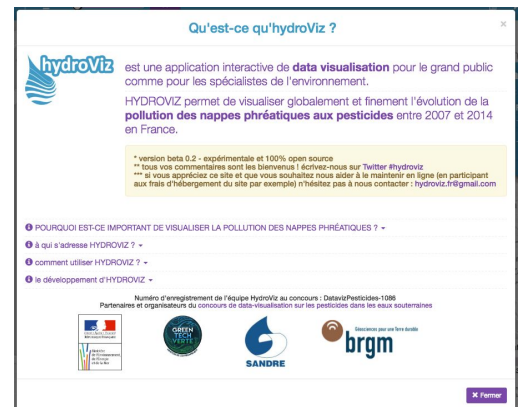 Qu'est-ce qu'hydroViz ?
×
hydroViz
est une application interactive de data visualisation pour le grand public
comme pour les spécialistes de l'environnement.
HYDROVIZ permet de visualiser globalement et finement l'évolution de la
pollution des nappes phréatiques aux pesticides entre 2007 et 2014
en France.
* version beta 0.2 - expérimentale et 100% open source
** tous vos commentaires sont les bienvenus ! écrivez-nous sur Twitter #hydroviz
*** si vous appréciez ce site et que vous souhaitez nous aider à le maintenir en ligne (en participant
aux frais d'hébergement du site par exemple) n'hésitez pas à nous contacter : hydroviz.fr@gmail.com
POURQUOI EST-CE IMPORTANT DE VISUALISER LA POLLUTION DES NAPPES PHRÉATIQUES ?
à qui s'adresse HYDROVIZ ?
comment utiliser HYDROVIZ ?
le développement d'HYDROVIZ
Numéro d'enregistrement de l'équipe HydroViz au concours : DatavizPesticides-1086
Partenaires et organisateurs du concours de data-visualisation sur les pesticides dans les eaux souterraines
GREEN
TECH
VERTE
SANDRE
Géosciences pour une Terre durable
brgm
× Fermer